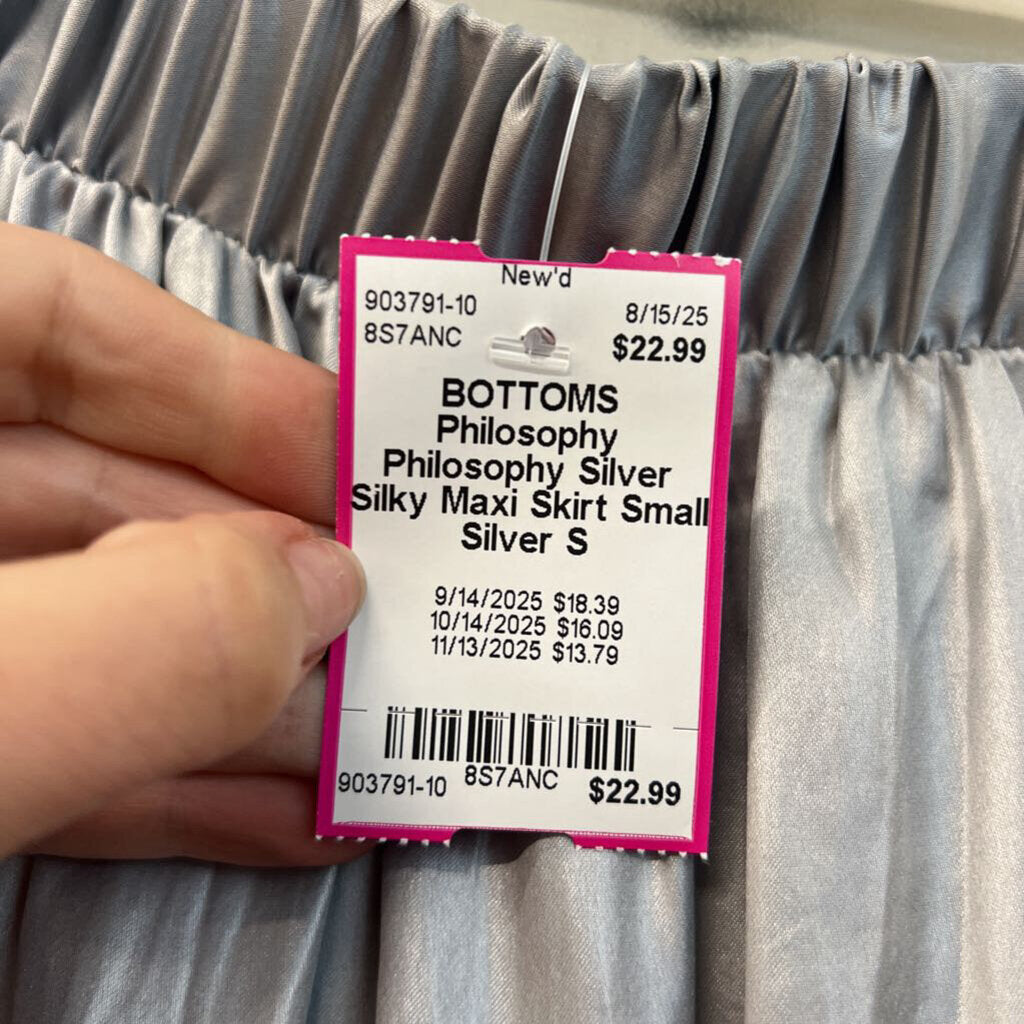 New'd
903791-10 8/15/25
8S7ANC $22.99
BOTTOMS
Philosophy
Philosophy Silver
Silky Maxi Skirt Small
Silver S
9/14/2025 $18.39
10/14/2025 $16.09
11/13/2025 $13.79
903791-10 8S7ANC $22.99